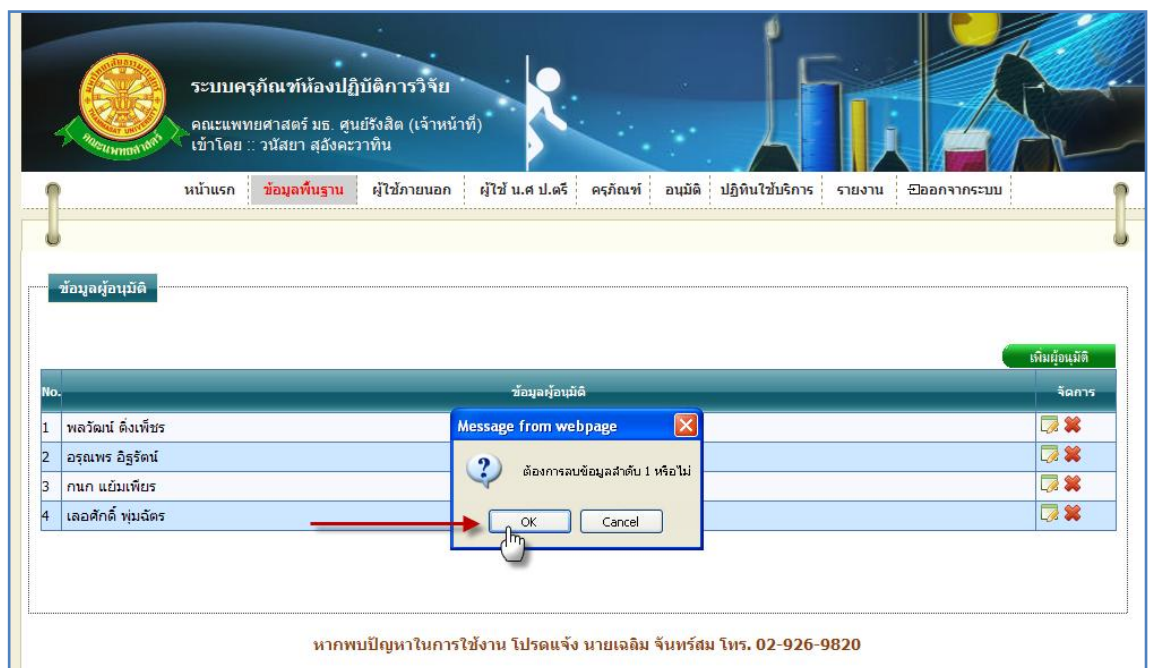 ระบบครุภัณฑ์ห้องปฏิบัติการวิจัย
คณะแพทยศาสตร์ มธ. ศูนย์รังสิต (เจ้าหน้าที่)
เข้าโดย :: วนัสยา สุอังคะวาทิน
THAMMASAT UNIVERSITY
คณะแพทยศาสตร์
หน้าแรก ข้อมูลพื้นฐาน ผู้ใช้ภายนอก ผู้ใช้ น.ศ ป.ตรี ครุภัณฑ์ อนุมัติ ปฏิทินใช้บริการ รายงาน ออกจากระบบ
ข้อมูลผู้อนุมัติ
เพิ่มผู้อนุมัติ
No. ข้อมูลผู้อนุมัติ จัดการ
1 พลวัฒน์ ติ่งเพ็ชร
2 อรุณพร อิฐรัตน์
3 กนก แย้มเพียร
4 เลอศักดิ์ พุ่มฉัตร
Message from webpage
ต้องการลบข้อมูลลำดับ 1 หรือไม่
OK Cancel
หากพบปัญหาในการใช้งาน โปรดแจ้ง นายเฉลิม จันทร์สม โทร. 02-926-9820